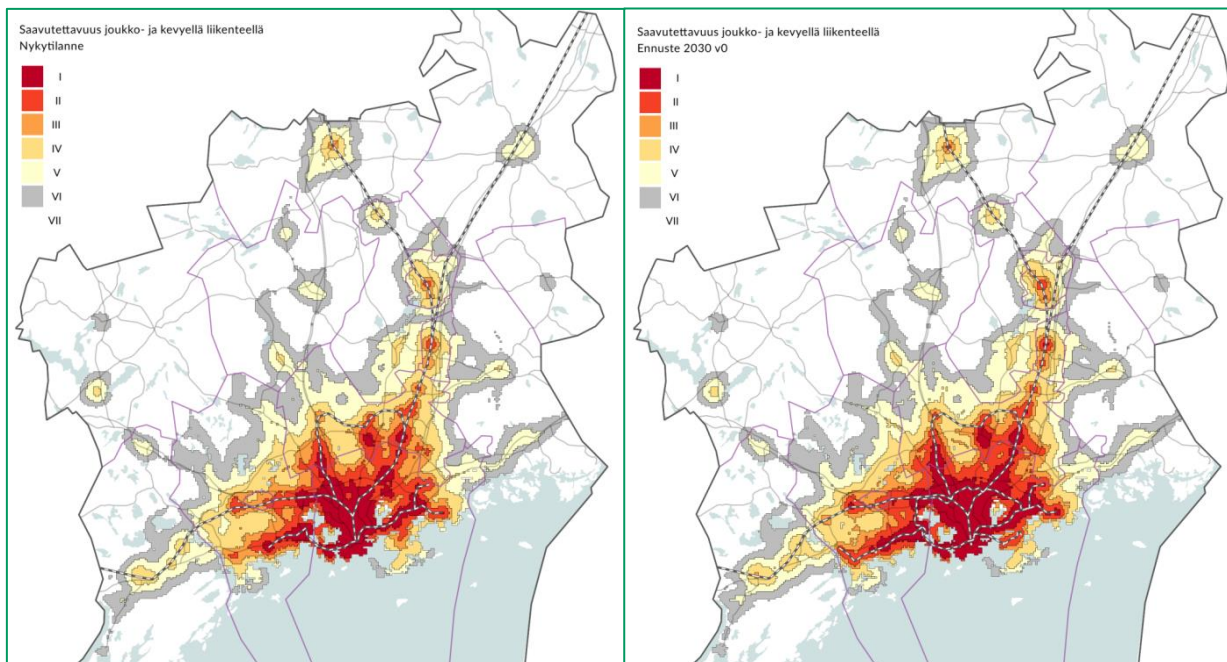 Saavutettavuus joukko- ja kevyellä liikenteellä
Nykytilanne
I
II
III
IV
V
VI
VII
Saavutettavuus joukko- ja kevyellä liikenteellä
Ennuste 2030 v0
I
II
III
IV
V
VI
VII